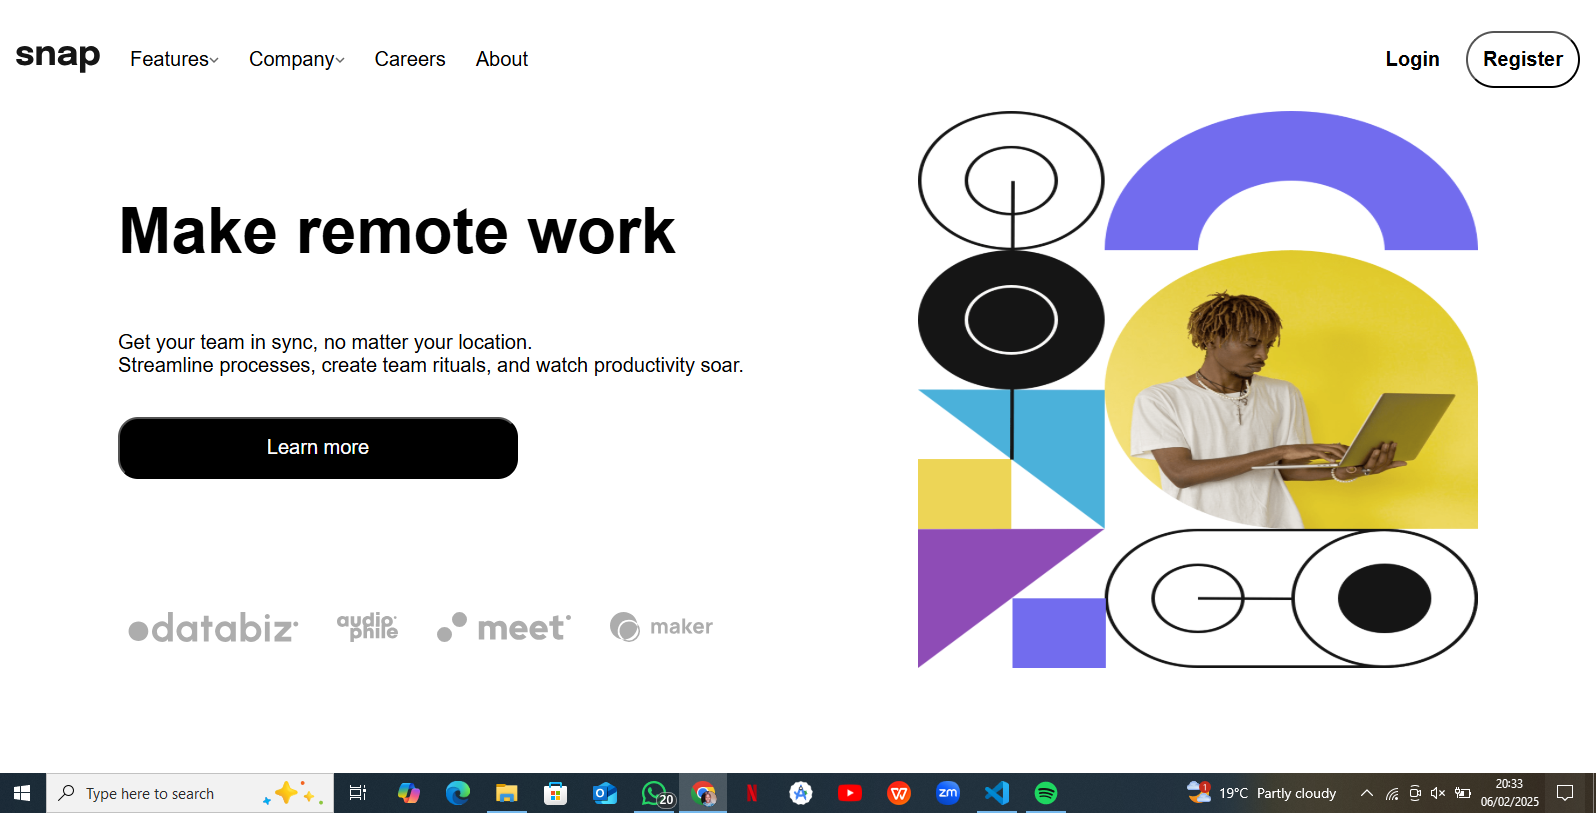 snap
Features
Company
Careers
About
Login
Register
Make remote work
Get your team in sync, no matter your location.
Streamline processes, create team rituals, and watch productivity soar.
Learn more
databiz
audiophile
meet
maker
Type here to search
20
N
W
zm
1
19°C Partly cloudy
20:33
06/02/2025